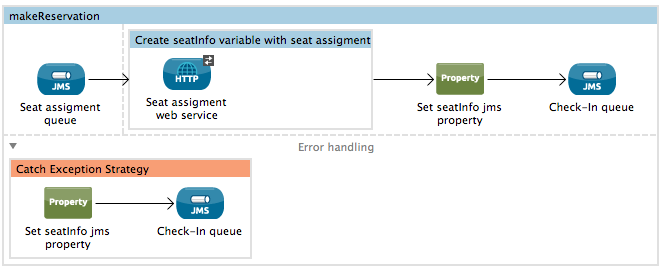 makeReservation
Create seatInfo variable with seat assigment
JMS
Seat assigment
queue
HTTP
Seat assigment
web service
Property
Set seatInfo jms
property
JMS
Check-In queue
Error handling
Catch Exception Strategy
Property
Set seatInfo jms
property
JMS
Check-In queue